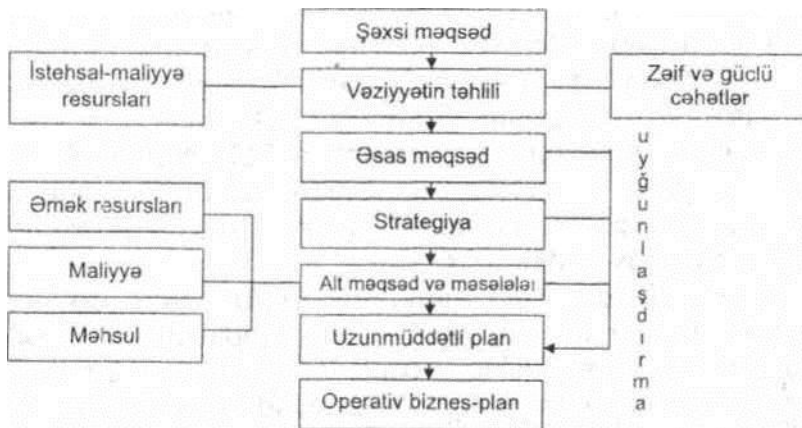 Şəxsi məqsəd
İstehsal-maliyyə
resursları
Vəziyyətin təhlili
Zəif və güclü
cəhətlər
Əsas məqsəd
Əmək resursları
Strategiya
Maliyyə
Alt məqsəd və məsələləı
Məhsul
Uzunmüddətli plan
Operativ biznes-plan
uyğunlaşdırma